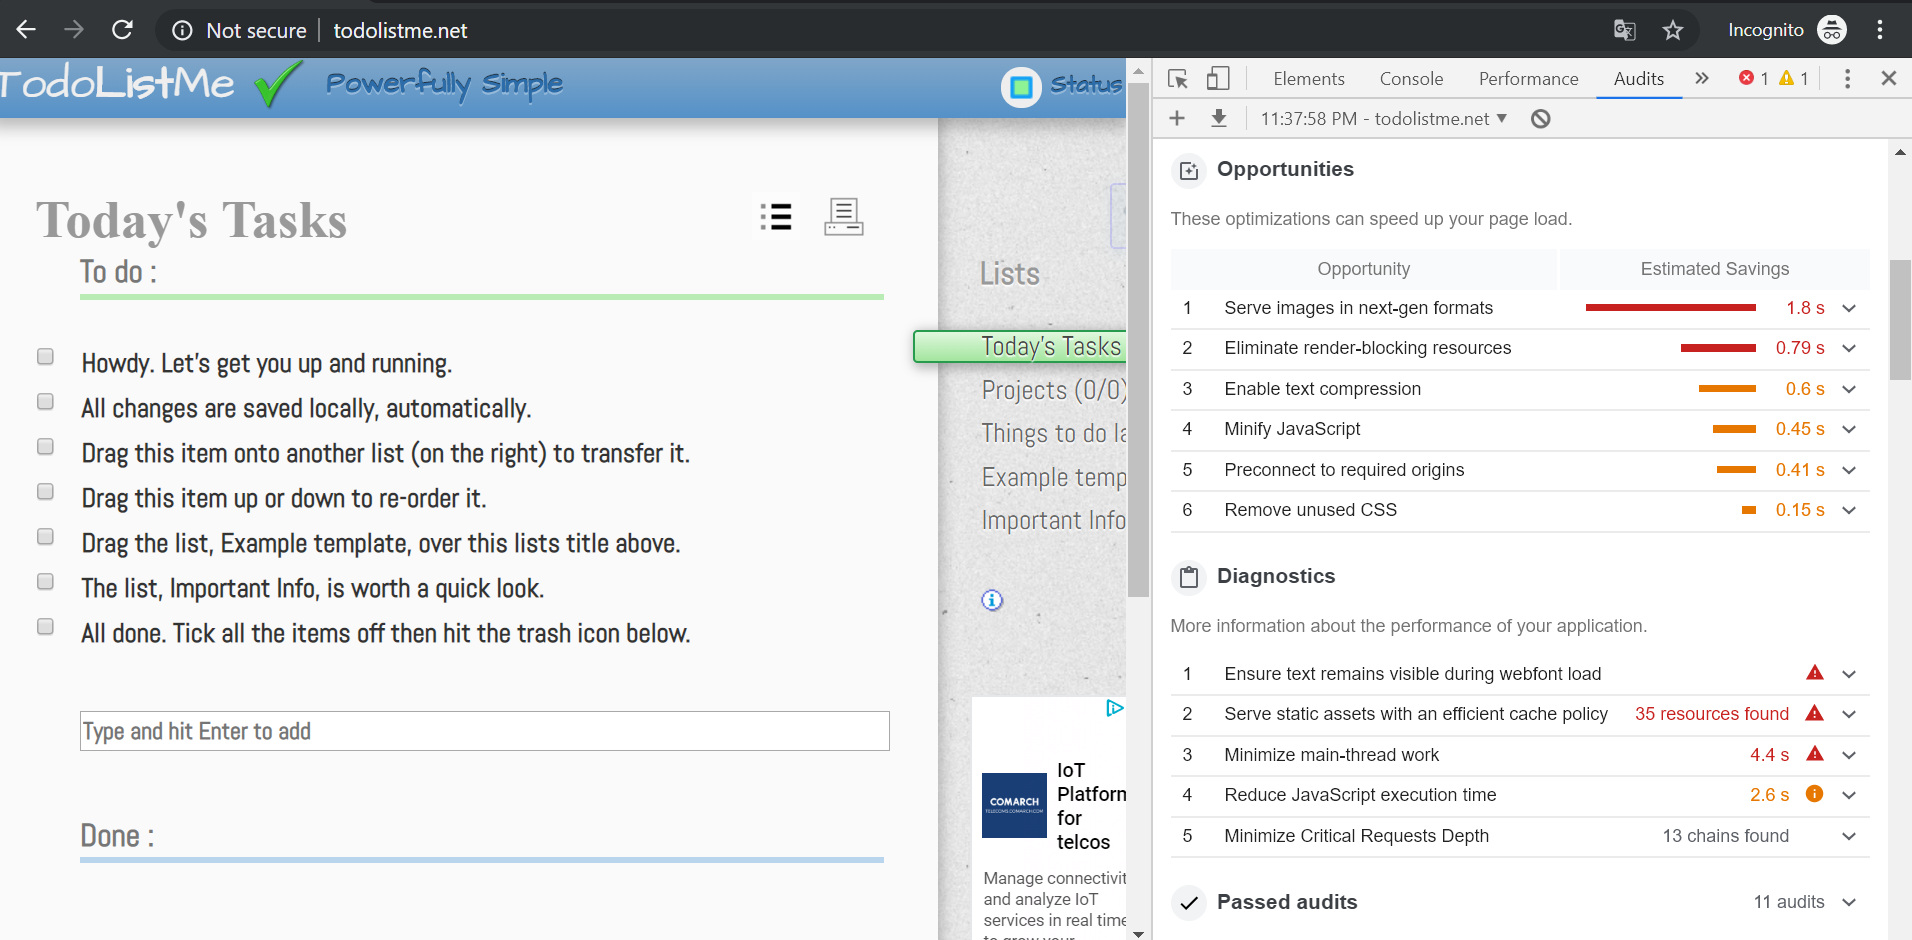 Not secure todolistme.net
Incognito
TodoListMe Powerfully Simple
Status
Today's Tasks
To do :
Howdy. Let's get you up and running.
All changes are saved locally, automatically.
Drag this item onto another list (on the right) to transfer it.
Drag this item up or down to re-order it.
Drag the list, Example template, over this lists title above.
The list, Important Info, is worth a quick look.
All done. Tick all the items off then hit the trash icon below.
Type and hit Enter to add
Done :
Lists
Today's Tasks
Projects (0/0)
Things to do la
Example temp
Important Info
COMARCH
IoT
Platform
for
telcos
Manage connectivit
and analyze IoT
services in real time
Elements Console Performance Audits 1 1
11:37:58 PM - todolistme.net
Opportunities
These optimizations can speed up your page load.
Opportunity Estimated Savings
1 Serve images in next-gen formats 1.8 s
2 Eliminate render-blocking resources 0.79 s
3 Enable text compression 0.6 s
4 Minify JavaScript 0.45 s
5 Preconnect to required origins 0.41 s
6 Remove unused CSS 0.15 s
Diagnostics
More information about the performance of your application.
1 Ensure text remains visible during webfont load
2 Serve static assets with an efficient cache policy 35 resources found
3 Minimize main-thread work 4.4 s
4 Reduce JavaScript execution time 2.6 s
5 Minimize Critical Requests Depth 13 chains found
Passed audits 11 audits